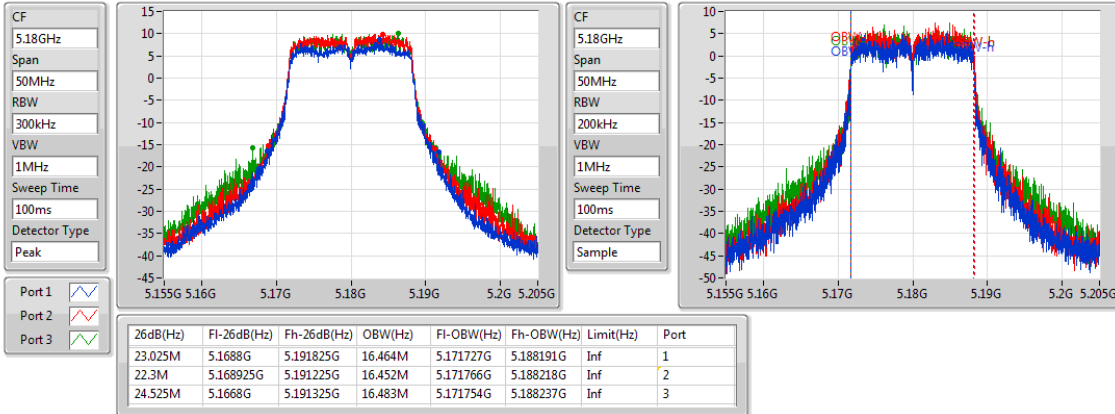 CF
5.18GHz
Span
50MHz
RBW
300kHz
VBW
1MHz
Sweep Time
100ms
Detector Type
Peak
15
10
5
0
-5
-10
-15
-20
-25
-30
-35
-40
-45
5.155G 5.16G 5.17G 5.18G 5.19G 5.2G 5.205G
CF
5.18GHz
Span
50MHz
RBW
200kHz
VBW
1MHz
Sweep Time
100ms
Detector Type
Sample
10
5
0
-5
-10
-15
-20
-25
-30
-35
-40
-45
-50
5.155G 5.16G 5.17G 5.18G 5.19G 5.2G 5.205G
Port 1
Port 2
Port 3
26dB(Hz) Fl-26dB(Hz) Fh-26dB(Hz) OBW(Hz) Fl-OBW(Hz) Fh-OBW(Hz) Limit(Hz) Port
23.025M 5.1688G 5.191825G 16.464M 5.171727G 5.188191G Inf 1
22.3M 5.168925G 5.191225G 16.452M 5.171766G 5.188218G Inf 2
24.525M 5.1668G 5.191325G 16.483M 5.171754G 5.188237G Inf 3